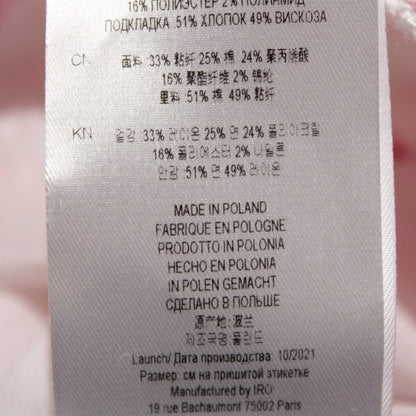 16% ПОЛИЭСТЕР 2% ПОЛИАМИД
ПОДКЛАДКА : 51% ХЛОПОК 49% ВИСКОЗА
CN 面料 :33% 粘纤 25% 棉 24% 聚丙烯酸
16% 聚酯纤维 2% 锦纶
里料 :51% 棉 49% 粘纤
KN 겉감 :33% 레이온 25% 면 24% 폴리아크릴
16% 폴리에스터 2% 나일론
안감 :51% 면 49% 레이온
MADE IN POLAND
FABRIQUE EN POLOGNE
PRODOTTO IN POLONIA
HECHO EN POLONIA
IN POLEN GEMACHT
СДЕЛАНО В ПОЛЬШЕ
原产地: 波兰
제조국명 폴란드
Launch/ Дата производства: 10/2021
Размер: см на пришитой этикетке
Manufactured by IRO
19 rue Bachaumont 75002 Paris